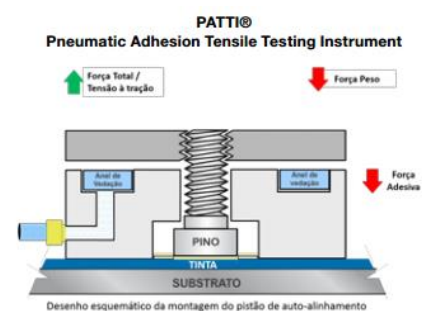 PATTI®
Pneumatic Adhesion Tensile Testing Instrument
Força Total /
Tensão à tração
Força Peso
Anel de
Vedação
Anel de
vedação
Força
Adesiva
PINO
TINTA
SUBSTRATO
Desenho esquemático da montagem do pistão de auto-alinhamento